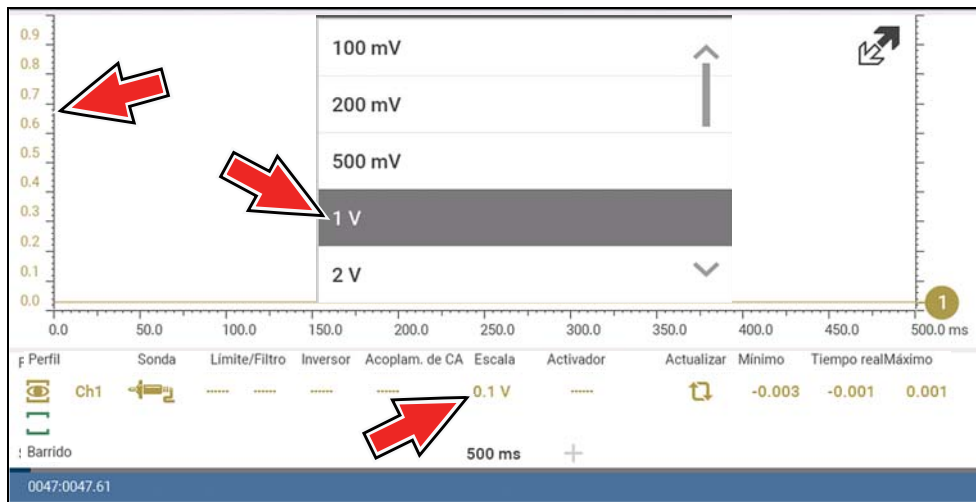 0.9
0.8
0.7
0.6
0.5
0.4
0.3
0.2
0.1
0.0
100 mV
200 mV
500 mV
1 V
2 V
1
0.0 50.0 100.0 150.0 200.0 250.0 300.0 350.0 400.0 450.0 500.0 ms
Perfil Sonda Límite/Filtro Inversor Acoplam. de CA Escala Activador Actualizar Mínimo Tiempo real Máximo
Ch1 ------ ------ ------ ------ 0.1 V ------ -0.003 -0.001 0.001
Barrido 500 ms +
0047:0047.61